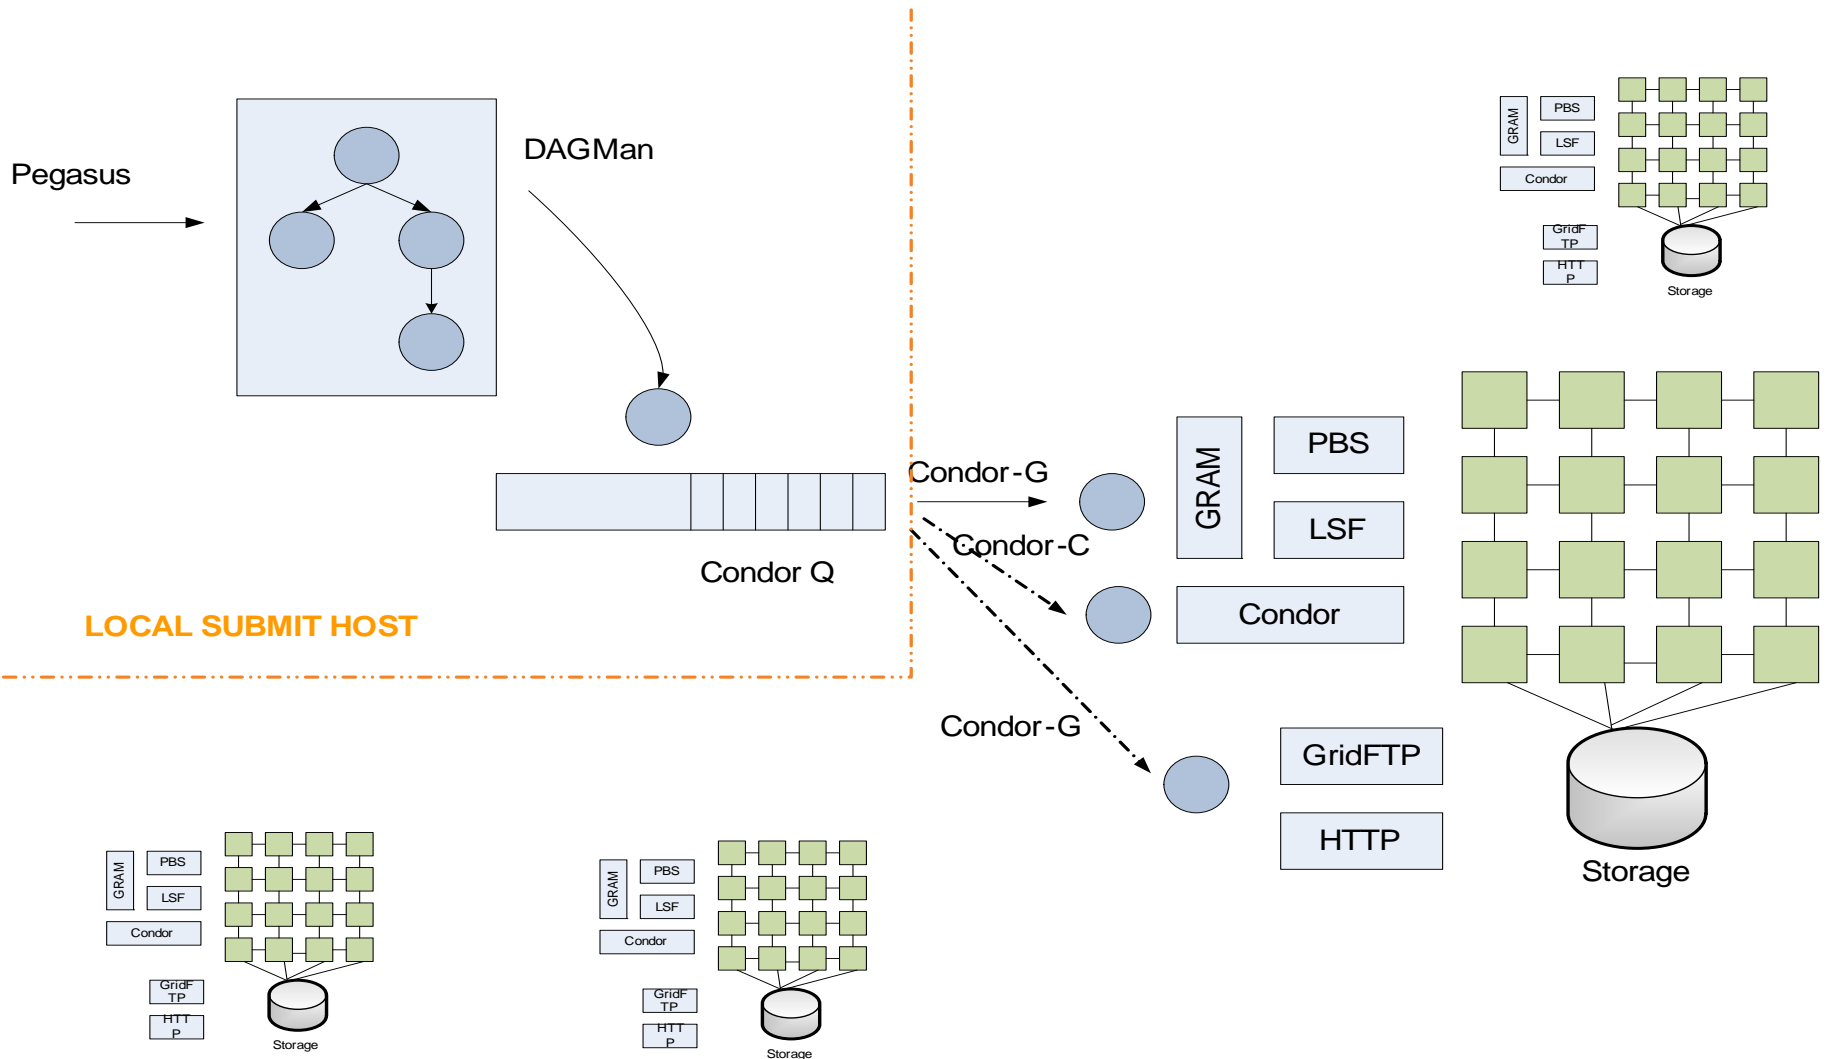 Pegasus
DAGMan
Condor Q
LOCAL SUBMIT HOST
GRAM
PBS
LSF
Condor
GridF
TP
HTT
P
Storage
Condor-G
Condor-C
Condor-G
GRAM
PBS
LSF
Condor
GridFTP
HTTP
Storage
GRAM
PBS
LSF
Condor
GridF
TP
HTT
P
Storage
GRAM
PBS
LSF
Condor
GridF
TP
HTT
P
Storage